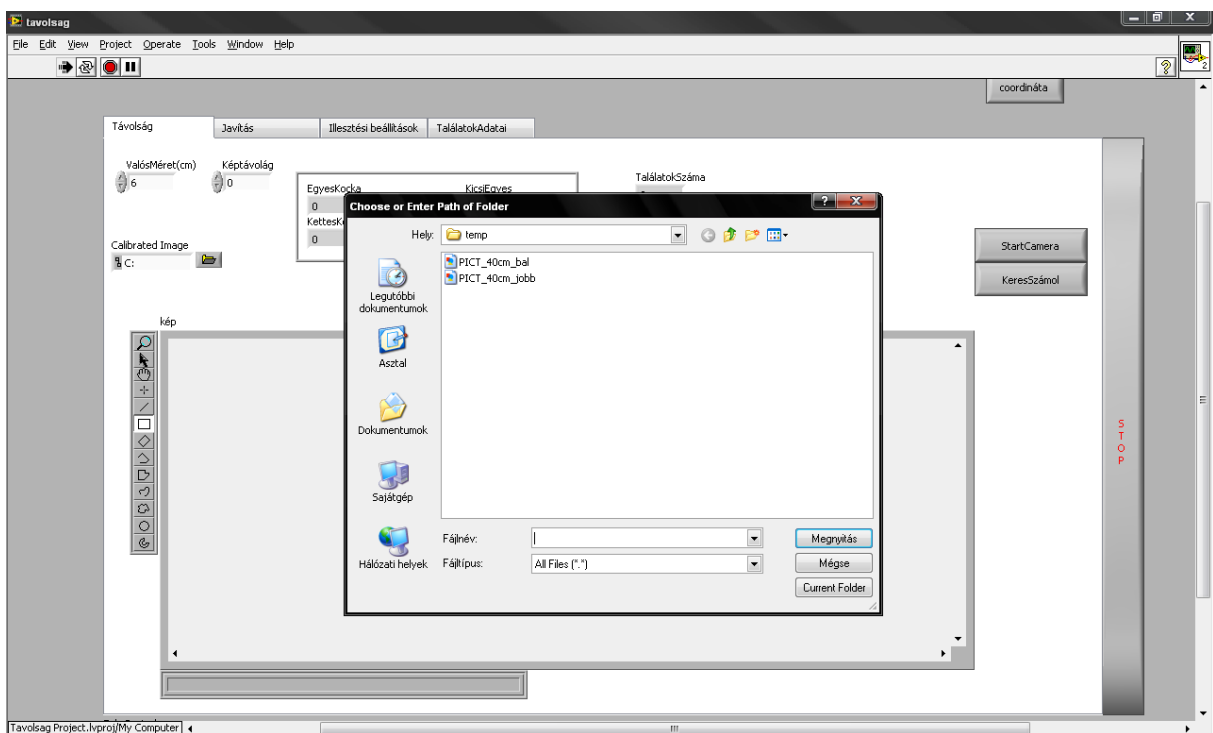 tavolsag
File Edit View Project Operate Tools Window Help
2
coordináta
Távolság Javítás Illesztési beállítások TalálatokAdatai
ValósMéret(cm) Képtávolág
6 0
TalálatokSzáma
EgyesKocka KicsiEgyes
0
KettesK
0
Calibrated Image
C:
StartCamera
KeresSzámol
kép
Choose or Enter Path of Folder
Hely: temp
PICT_40cm_bal
PICT_40cm_jobb
Legutóbbi
dokumentumok
Asztal
Dokumentumok
Sajátgép
Hálózati helyek
Fájlnév: Megnyitás
Fájltípus: All Files (*.*) Mégse
Current Folder
S
T
O
P
Tavolsag Project.lvproj/My Computer